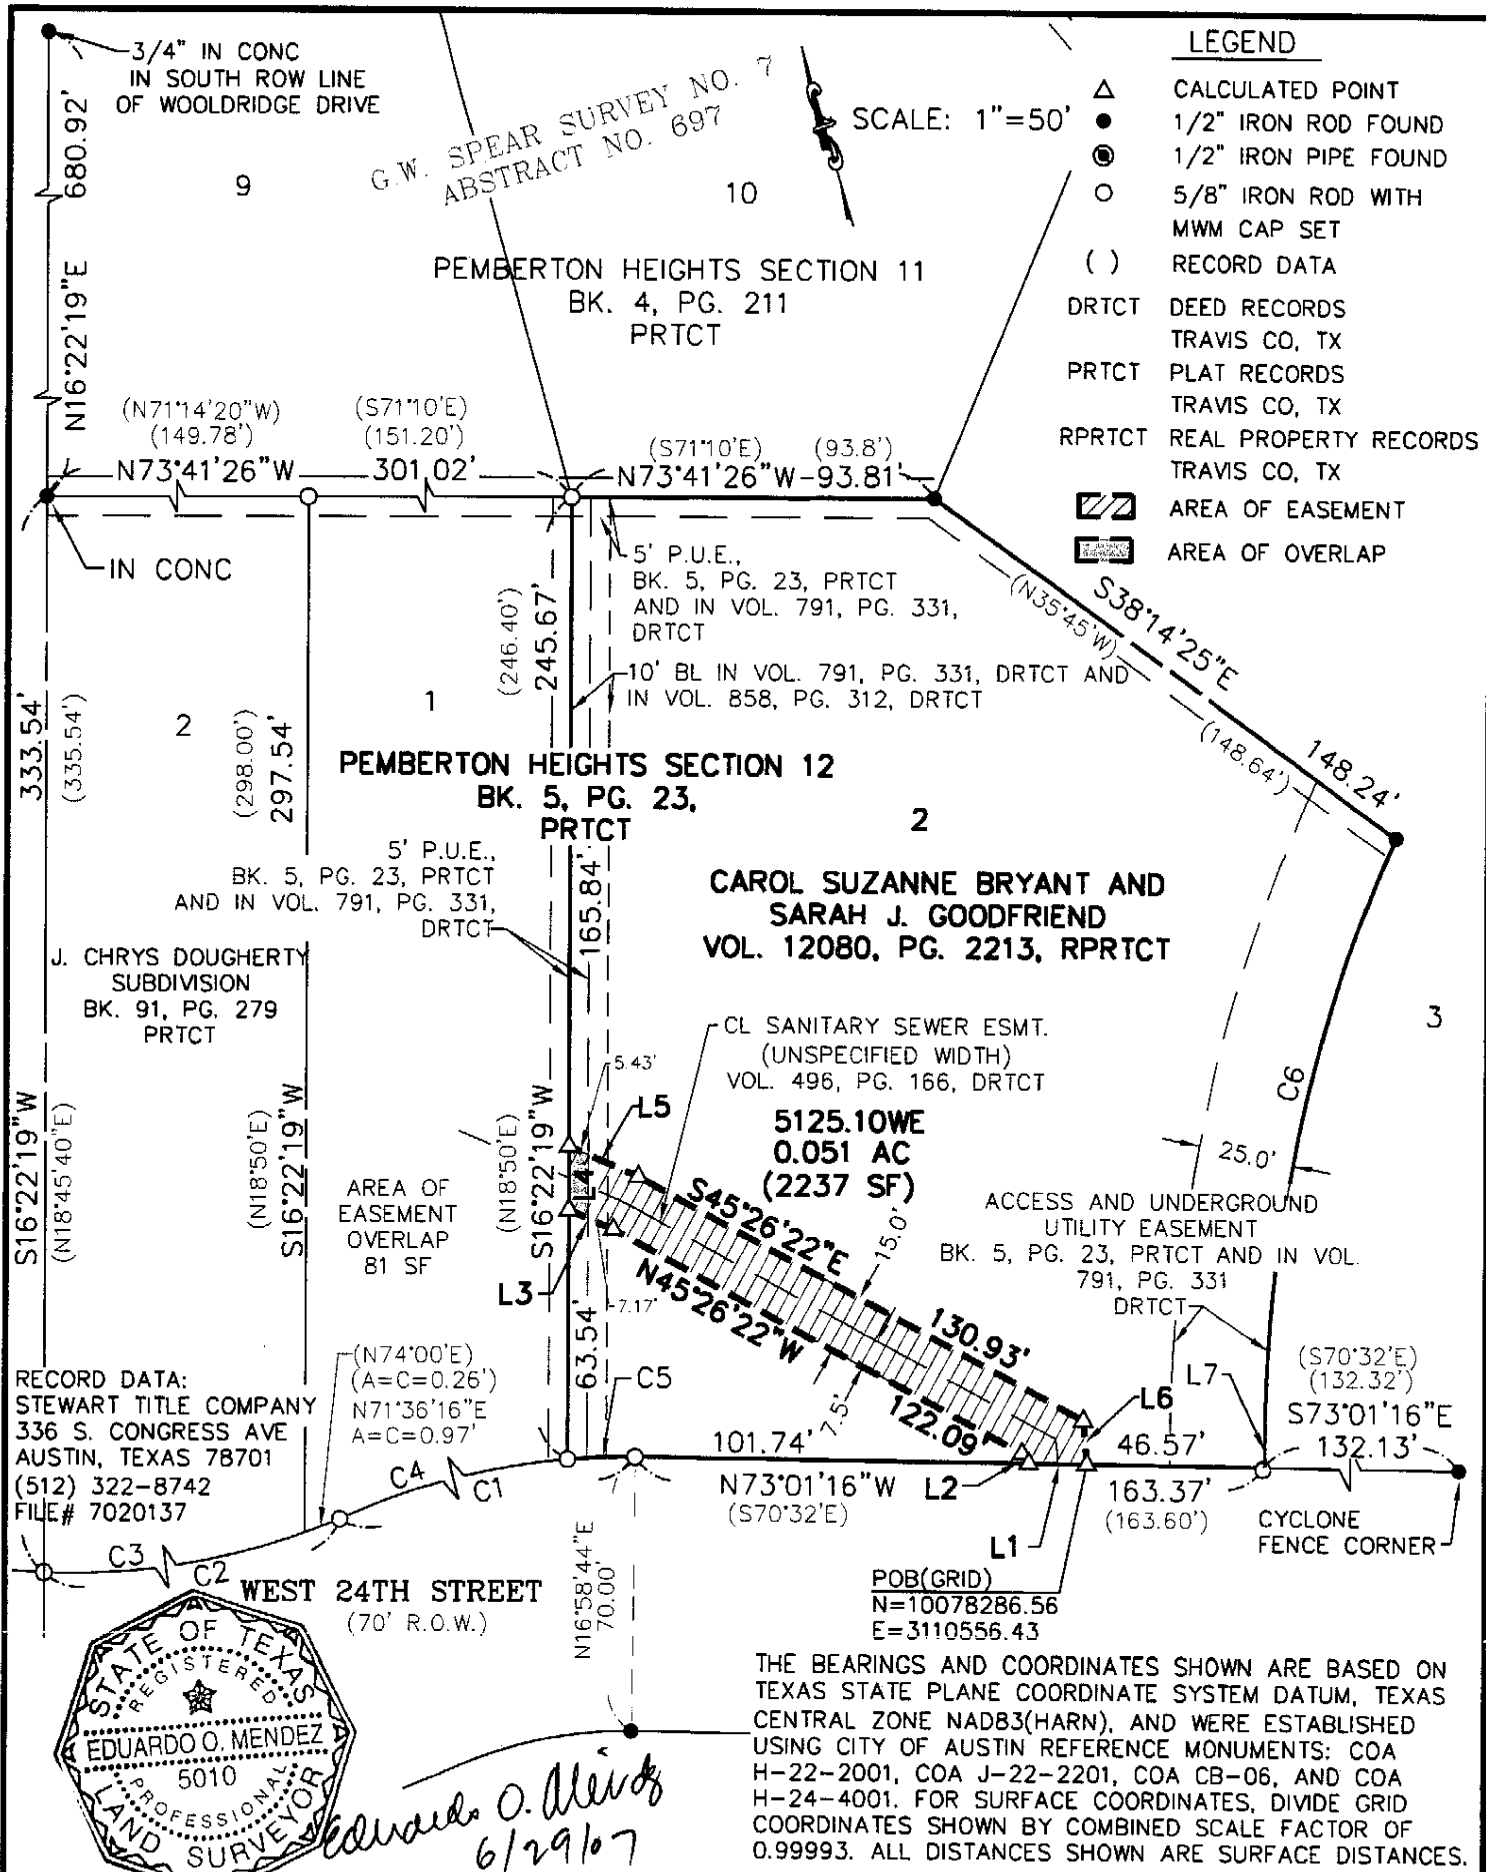 3/4" IN CONC
IN SOUTH ROW LINE
OF WOOLDRIDGE DRIVE
680.92'
N16°22'19"E
9
G.W. SPEAR SURVEY NO. 7
ABSTRACT NO. 697
10
SCALE: 1"=50'
PEMBERTON HEIGHTS SECTION 11
BK. 4, PG. 211
PRTCT
LEGEND
CALCULATED POINT
1/2" IRON ROD FOUND
1/2" IRON PIPE FOUND
5/8" IRON ROD WITH
MWM CAP SET
( ) RECORD DATA
DRTCT DEED RECORDS
TRAVIS CO, TX
PRTCT PLAT RECORDS
TRAVIS CO, TX
RPRTCT REAL PROPERTY RECORDS
TRAVIS CO, TX
AREA OF EASEMENT
AREA OF OVERLAP
(N71°14'20"W)
(149.78')
(S71°10'E)
(151.20')
N73°41'26"W 301.02'
(S71°10'E) (93.8')
N73°41'26"W-93.81'
IN CONC
5' P.U.E.,
BK. 5, PG. 23, PRTCT
AND IN VOL. 791, PG. 331,
DRTCT
10' BL IN VOL. 791, PG. 331, DRTCT AND
IN VOL. 858, PG. 312, DRTCT
(N35°45'W)
S38°14'25"E
(148.64')
148.24'
(246.40')
245.67'
333.54'
(335.54')
2
(298.00')
297.54'
1
PEMBERTON HEIGHTS SECTION 12
BK. 5, PG. 23,
PRTCT
2
5' P.U.E.,
BK. 5, PG. 23, PRTCT
AND IN VOL. 791, PG. 331,
DRTCT
165.84'
CAROL SUZANNE BRYANT AND
SARAH J. GOODFRIEND
VOL. 12080, PG. 2213, RPRTCT
J. CHRYS DOUGHERTY
SUBDIVISION
BK. 91, PG. 279
PRTCT
3
CL SANITARY SEWER ESMT.
(UNSPECIFIED WIDTH)
VOL. 496, PG. 166, DRTCT
5.43'
L5
5125.10WE
0.051 AC
(2237 SF)
C6
25.0'
S16°22'19"W
(N18°45'40"E)
(N18°50'E)
S16°22'19"W
(N18°50'E)
S16°22'19"W
L4
AREA OF
EASEMENT
OVERLAP
81 SF
L3
S45°26'22"E
15.0'
N45°26'22"W
130.93'
7.5'
122.09'
7.17'
63.54'
ACCESS AND UNDERGROUND
UTILITY EASEMENT
BK. 5, PG. 23, PRTCT AND IN VOL.
791, PG. 331
DRTCT
(N74°00'E)
(A=C=0.26')
N71°36'16"E
A=C=0.97'
C5
L6
L7
(S70°32'E)
(132.32')
S73°01'16"E
132.13'
RECORD DATA:
STEWART TITLE COMPANY
336 S. CONGRESS AVE
AUSTIN, TEXAS 78701
(512) 322-8742
FILE# 7020137
C4
C1
101.74'
N73°01'16"W
(S70°32'E)
L2
L1
46.57'
163.37'
(163.60')
CYCLONE
FENCE CORNER
C3
C2
WEST 24TH STREET
(70' R.O.W.)
N16°58'44"E
70.00'
POB(GRID)
N=10078286.56
E=3110556.43
STATE OF TEXAS
REGISTERED
EDUARDO O. MENDEZ
5010
PROFESSIONAL
LAND SURVEYOR
Eduardo O. Mendez
6/29/07
THE BEARINGS AND COORDINATES SHOWN ARE BASED ON
TEXAS STATE PLANE COORDINATE SYSTEM DATUM, TEXAS
CENTRAL ZONE NAD83(HARN), AND WERE ESTABLISHED
USING CITY OF AUSTIN REFERENCE MONUMENTS: COA
H-22-2001, COA J-22-2201, COA CB-06, AND COA
H-24-4001. FOR SURFACE COORDINATES, DIVIDE GRID
COORDINATES SHOWN BY COMBINED SCALE FACTOR OF
0.99993. ALL DISTANCES SHOWN ARE SURFACE DISTANCES.